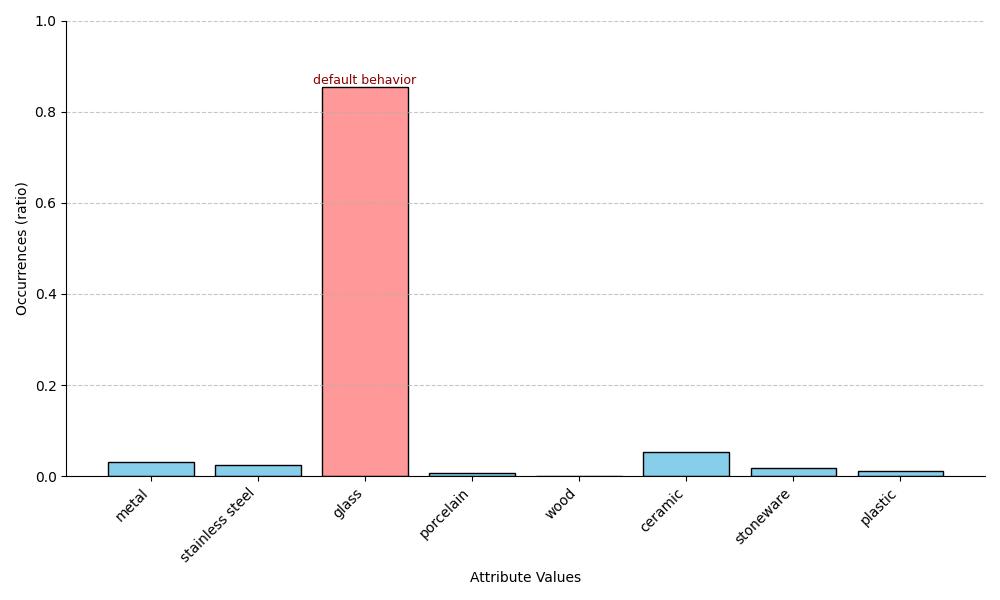 default behavior
1.0
0.8
0.6
0.4
0.2
0.0
Occurrences (ratio)
metal
stainless steel
glass
porcelain
wood
ceramic
stoneware
plastic
Attribute Values